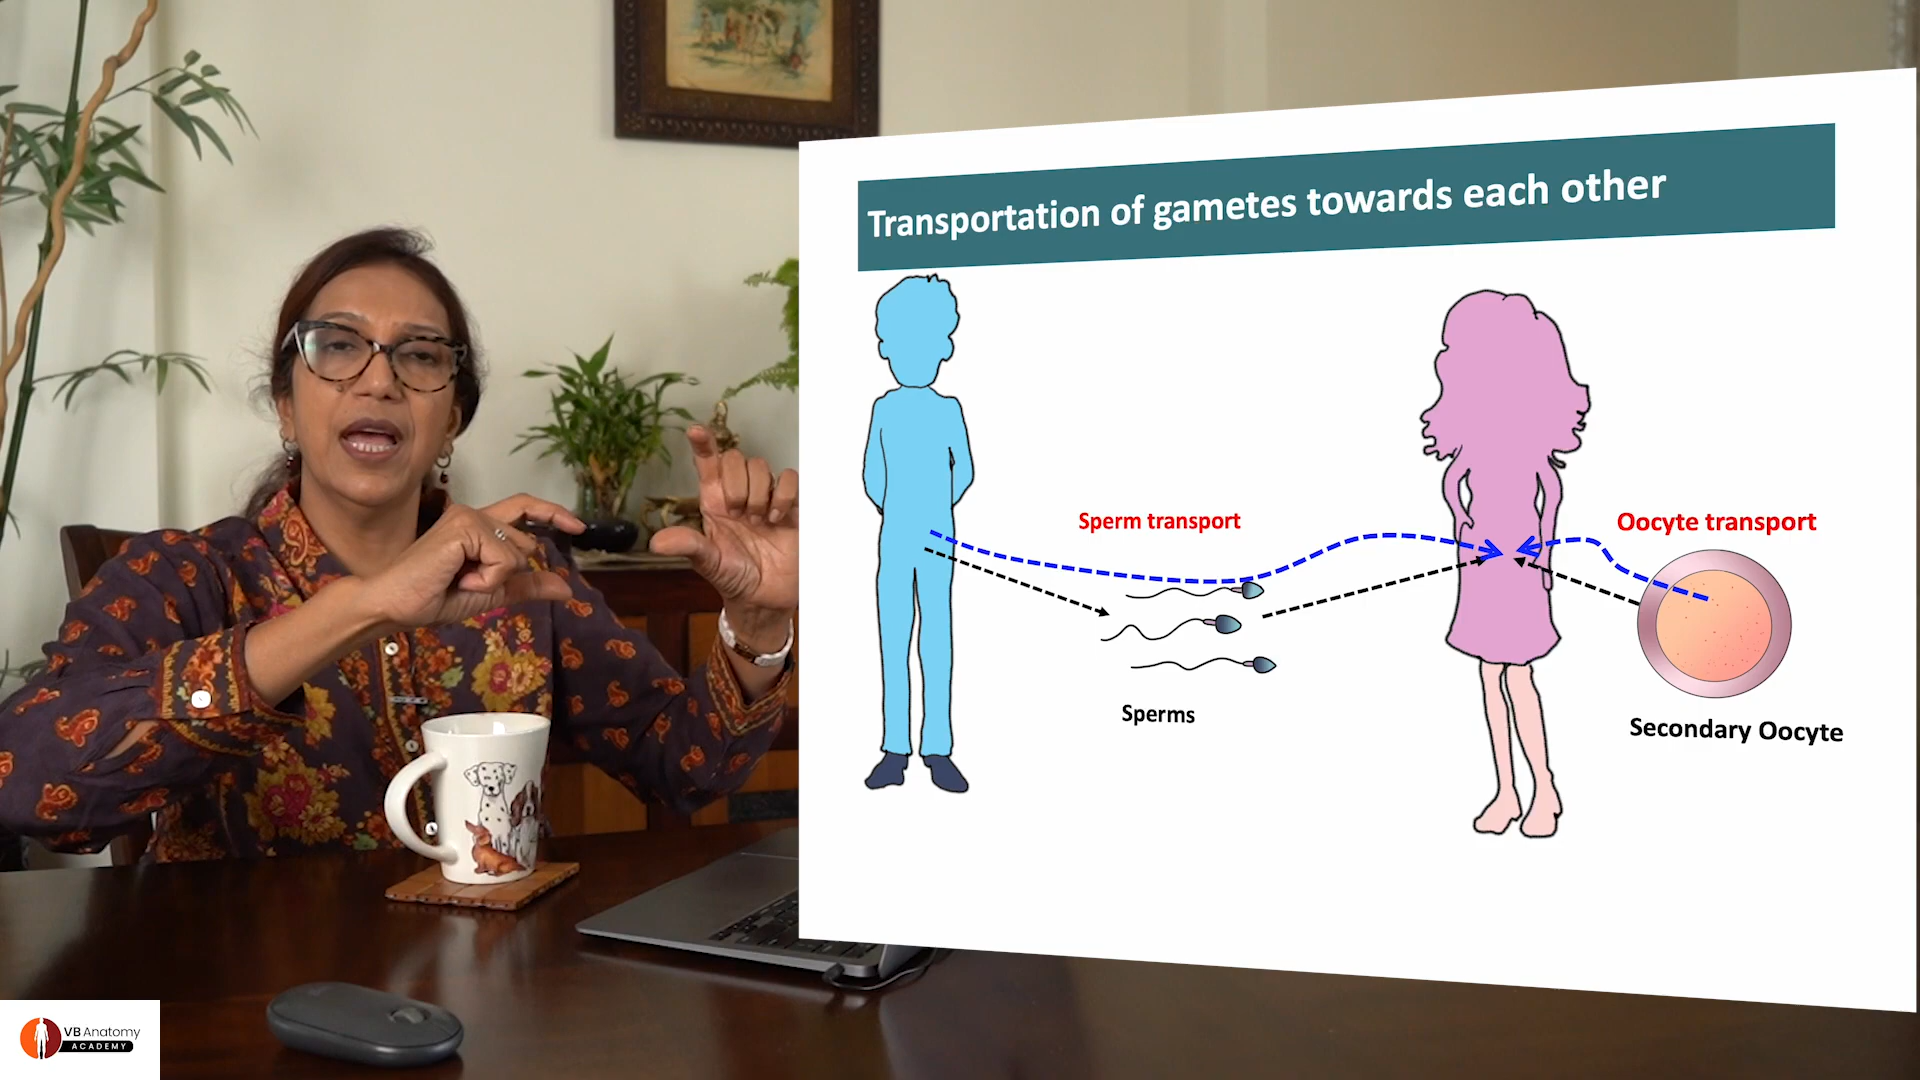 Transportation of gametes towards each other
Sperm transport
Oocyte transport
Sperms
Secondary Oocyte
VB Anatomy
ACADEMY